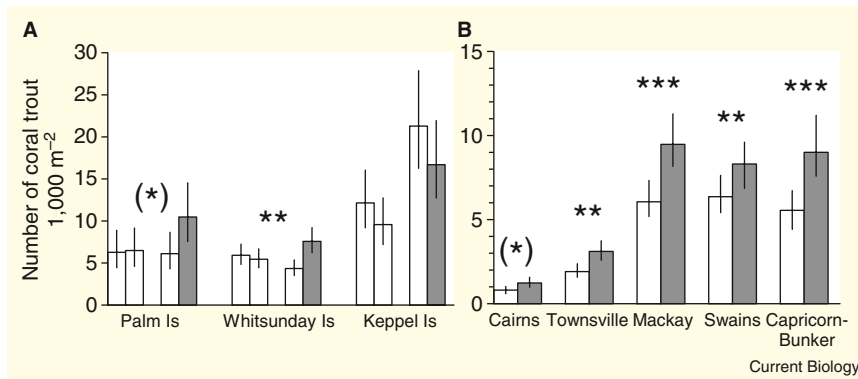 A
B
Number of coral trout
1,000 m⁻²
30
25
20
15
10
5
0
(*)
**
Palm Is
Whitsunday Is
Keppel Is
15
10
5
0
(*)
**
***
**
***
Cairns
Townsville
Mackay
Swains
Capricorn-
Bunker
Current Biology